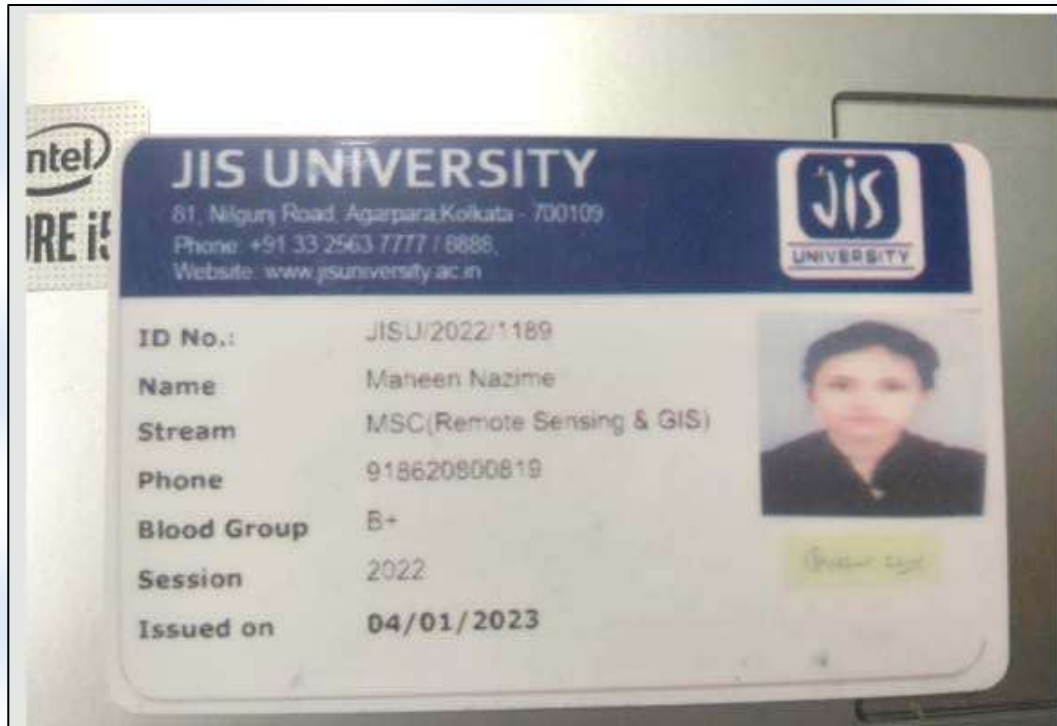 intel
CORE i5
JIS UNIVERSITY
81, Nilgunj Road, Agarpara,Kolkata - 700109
Phone: +91 33 2563 7777 / 8888,
Website: www.jisuniversity.ac.in
JiS
UNIVERSITY
ID No.: JISU/2022/1189
Name Maheen Nazime
Stream MSC(Remote Sensing & GIS)
Phone 918620800819
Blood Group B+
Session 2022
Issued on 04/01/2023